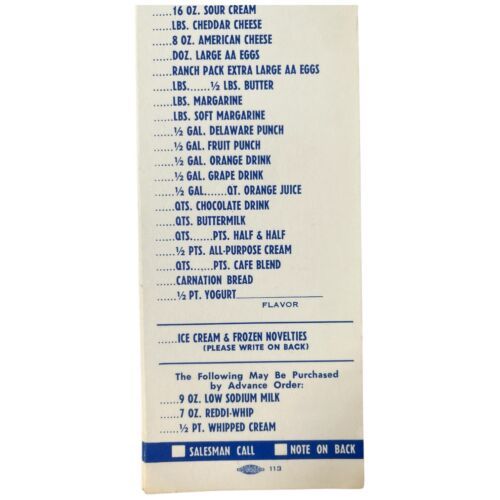 ......16 OZ. SOUR CREAM
......LBS. CHEDDAR CHEESE
......8 OZ. AMERICAN CHEESE
......DOZ. LARGE AA EGGS
......RANCH PACK EXTRA LARGE AA EGGS
......LBS.......½ LBS. BUTTER
......LBS. MARGARINE
......LBS. SOFT MARGARINE
......½ GAL. DELAWARE PUNCH
......½ GAL. FRUIT PUNCH
......½ GAL. ORANGE DRINK
......½ GAL. GRAPE DRINK
......½ GAL.......QT. ORANGE JUICE
......QTS. CHOCOLATE DRINK
......QTS. BUTTERMILK
......QTS.......PTS. HALF & HALF
......½ PTS. ALL-PURPOSE CREAM
......QTS.......PTS. CAFE BLEND
......CARNATION BREAD
......½ PT. YOGURT____________
FLAVOR
......ICE CREAM & FROZEN NOVELTIES
(PLEASE WRITE ON BACK)
The Following May Be Purchased
by Advance Order:
......9 OZ. LOW SODIUM MILK
......7 OZ. REDDI-WHIP
......½ PT. WHIPPED CREAM
SALESMAN CALL NOTE ON BACK
113